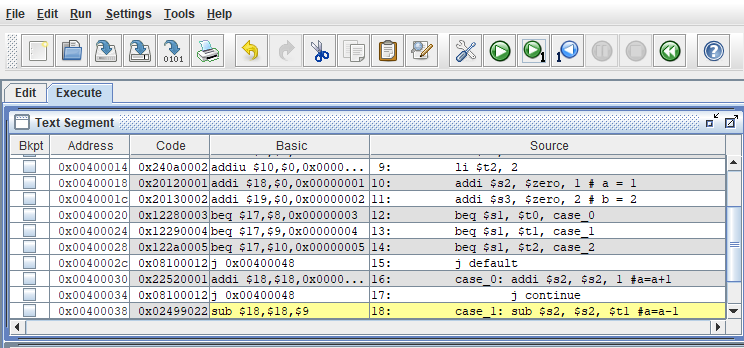 File Edit Run Settings Tools Help
0101 1 1
Edit Execute
Text Segment
Bkpt Address Code Basic Source
0x00400014 0x240a0002 addiu $10,$0,0x0000... 9: li $t2, 2
0x00400018 0x20120001 addi $18,$0,0x00000001 10: addi $s2, $zero, 1 # a = 1
0x0040001c 0x20130002 addi $19,$0,0x00000002 11: addi $s3, $zero, 2 # b = 2
0x00400020 0x12280003 beq $17,$8,0x00000003 12: beq $s1, $t0, case_0
0x00400024 0x12290004 beq $17,$9,0x00000004 13: beq $s1, $t1, case_1
0x00400028 0x122a0005 beq $17,$10,0x00000005 14: beq $s1, $t2, case_2
0x0040002c 0x08100012 j 0x00400048 15: j default
0x00400030 0x22520001 addi $18,$18,0x0000... 16: case_0: addi $s2, $s2, 1 #a=a+1
0x00400034 0x08100012 j 0x00400048 17: j continue
0x00400038 0x02499022 sub $18,$18,$9 18: case_1: sub $s2, $s2, $t1 #a=a-1